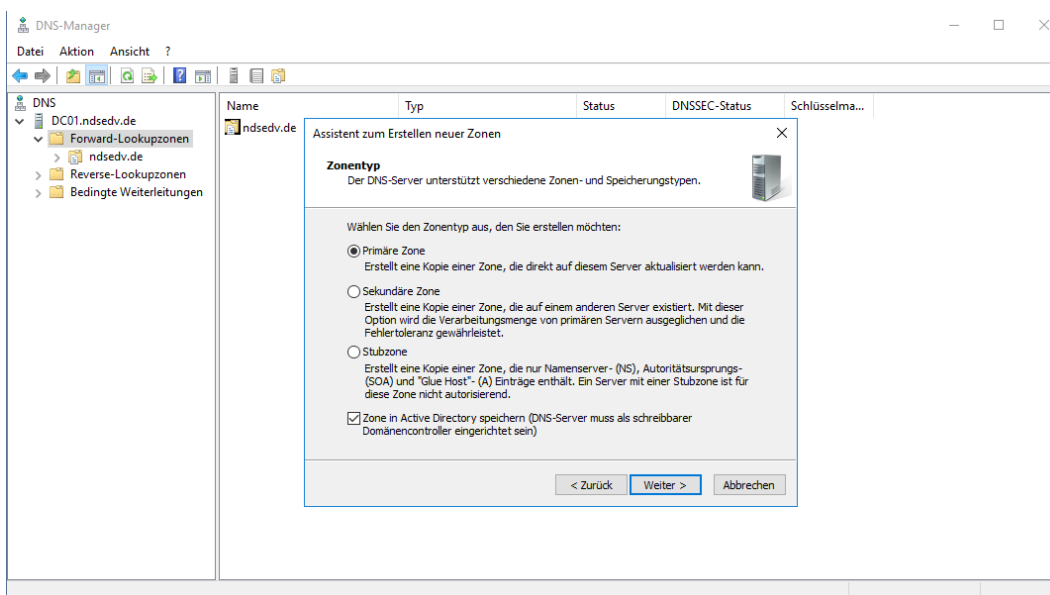 DNS-Manager
Datei Aktion Ansicht ?
DNS
DC01.ndsedv.de
Forward-Lookupzonen
ndsedv.de
Reverse-Lookupzonen
Bedingte Weiterleitungen
Name Typ Status DNSSEC-Status Schlüsselma...
ndsedv.de
Assistent zum Erstellen neuer Zonen
Zonentyp
Der DNS-Server unterstützt verschiedene Zonen- und Speicherungstypen.
Wählen Sie den Zonentyp aus, den Sie erstellen möchten:
Primäre Zone
Erstellt eine Kopie einer Zone, die direkt auf diesem Server aktualisiert werden kann.
Sekundäre Zone
Erstellt eine Kopie einer Zone, die auf einem anderen Server existiert. Mit dieser
Option wird die Verarbeitungsmenge von primären Servern ausgeglichen und die
Fehlertoleranz gewährleistet.
Stubzone
Erstellt eine Kopie einer Zone, die nur Namenserver- (NS), Autoritätsursprungs-
(SOA) und "Glue Host"- (A) Einträge enthält. Ein Server mit einer Stubzone ist für
diese Zone nicht autorisierend.
Zone in Active Directory speichern (DNS-Server muss als schreibbarer
Domänencontroller eingerichtet sein)
< Zurück Weiter > Abbrechen